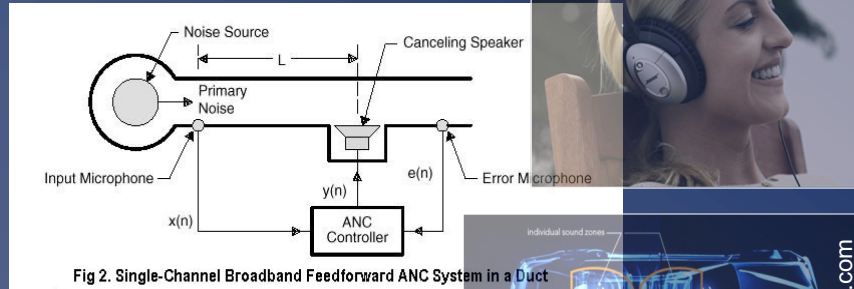 Noise Source
Canceling Speaker
L
Primary
Noise
Input Microphone
Error Microphone
e(n)
y(n)
x(n)
ANC
Controller
individual sound zones
Fig 2. Single-Channel Broadband Feedforward ANC System in a Duct
.com